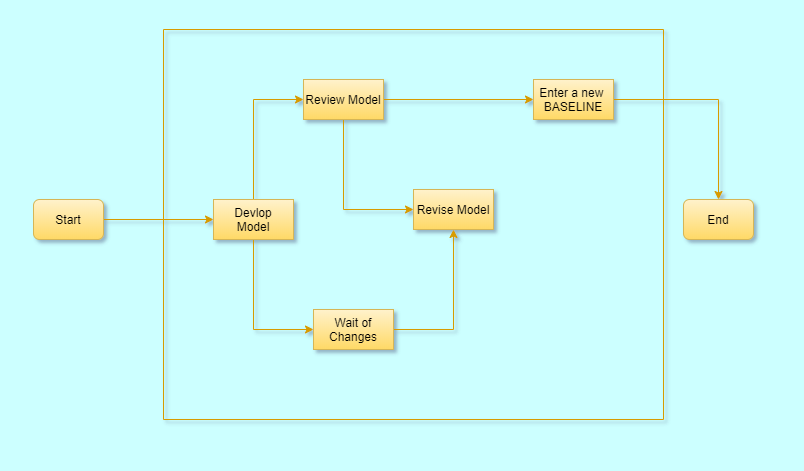 Review Model
Enter a new
BASELINE
Start
Devlop
Model
Revise Model
End
Wait of
Changes